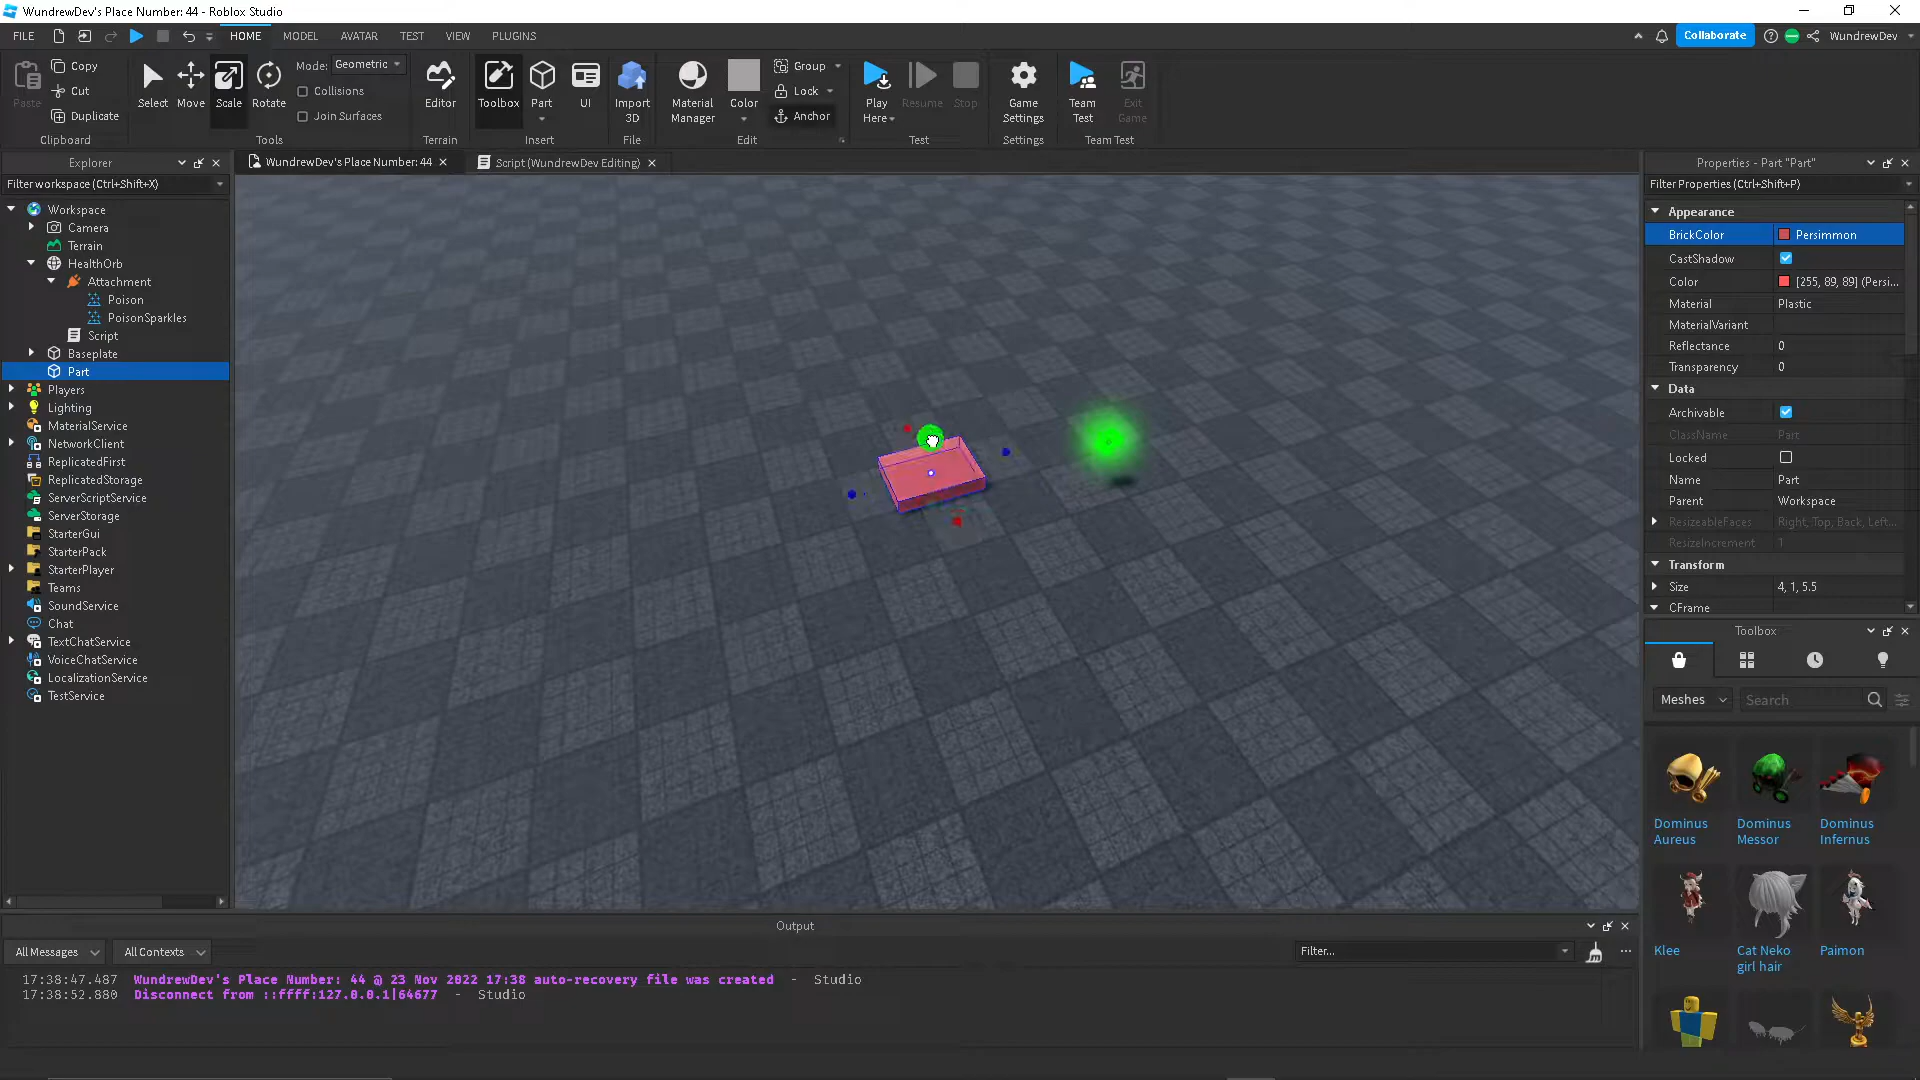 WundrewDev's Place Number: 44 - Roblox Studio
FILE HOME MODEL AVATAR TEST VIEW PLUGINS Collaborate WundrewDev
Paste Copy Cut Duplicate
Clipboard
Select Move Scale Rotate
Mode: Geometric
Collisions
Join Surfaces
Tools
Editor
Terrain
Toolbox Part UI
Insert
Import 3D
File
Material Manager
Color
Group
Lock
Anchor
Edit
Play Here Resume Stop
Test
Game Settings
Settings
Team Test Exit Game
Team Test
Explorer
Filter workspace (Ctrl+Shift+X)
Workspace
Camera
Terrain
HealthOrb
Attachment
Poison
PoisonSparkles
Script
Baseplate
Part
Players
Lighting
MaterialService
NetworkClient
ReplicatedFirst
ReplicatedStorage
ServerScriptService
ServerStorage
StarterGui
StarterPack
StarterPlayer
Teams
SoundService
Chat
TextChatService
VoiceChatService
LocalizationService
TestService
WundrewDev's Place Number: 44 Script (WundrewDev Editing)
Properties - Part "Part"
Filter Properties (Ctrl+Shift+P)
Appearance
BrickColor Persimmon
CastShadow
Color [255, 89, 89] (Persi...
Material Plastic
MaterialVariant
Reflectance 0
Transparency 0
Data
Archivable
ClassName Part
Locked
Name Part
Parent Workspace
ResizeableFaces Right, Top, Back, Left...
ResizeIncrement 1
Transform
Size 4, 1, 5.5
CFrame
Toolbox
Meshes Search
Dominus Aureus
Dominus Messor
Dominus Infernus
Klee
Cat Neko girl hair
Paimon
Output
All Messages All Contexts Filter...
17:38:47.487 WundrewDev's Place Number: 44 @ 23 Nov 2022 17:38 auto-recovery file was created - Studio
17:38:52.880 Disconnect from ::ffff:127.0.0.1|64677 - Studio